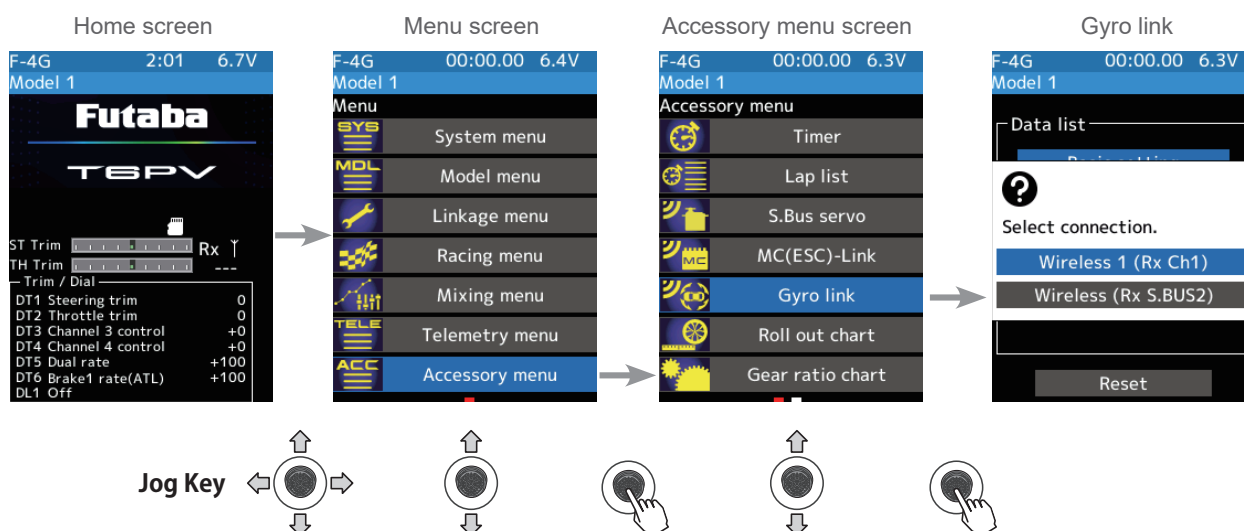 Home screen
Menu screen
Accessory menu screen
Gyro link
F-4G 2:01 6.7V
Model 1
Futaba
T6PV
ST Trim
Rx
TH Trim
---
Trim / Dial
DT1 Steering trim 0
DT2 Throttle trim 0
DT3 Channel 3 control +0
DT4 Channel 4 control +0
DT5 Dual rate +100
DT6 Brake1 rate(ATL) +100
DL1 Off
F-4G 00:00.00 6.4V
Model 1
Menu
SYS System menu
MDL Model menu
Linkage menu
Racing menu
Mixing menu
TELE Telemetry menu
ACC Accessory menu
F-4G 00:00.00 6.3V
Model 1
Accessory menu
Timer
Lap list
S.Bus servo
MC MC(ESC)-Link
Gyro link
Roll out chart
Gear ratio chart
F-4G 00:00.00 6.3V
Model 1
Data list
?
Select connection.
Wireless 1 (Rx Ch1)
Wireless (Rx S.BUS2)
Reset
Jog Key